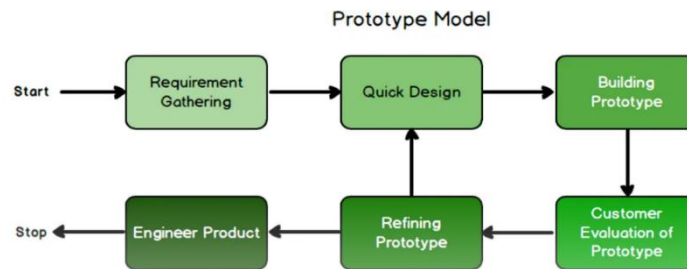 Prototype Model
Start
Requirement
Gathering
Quick Design
Building
Prototype
Stop
Engineer Product
Refining
Prototype
Customer
Evaluation of
Prototype